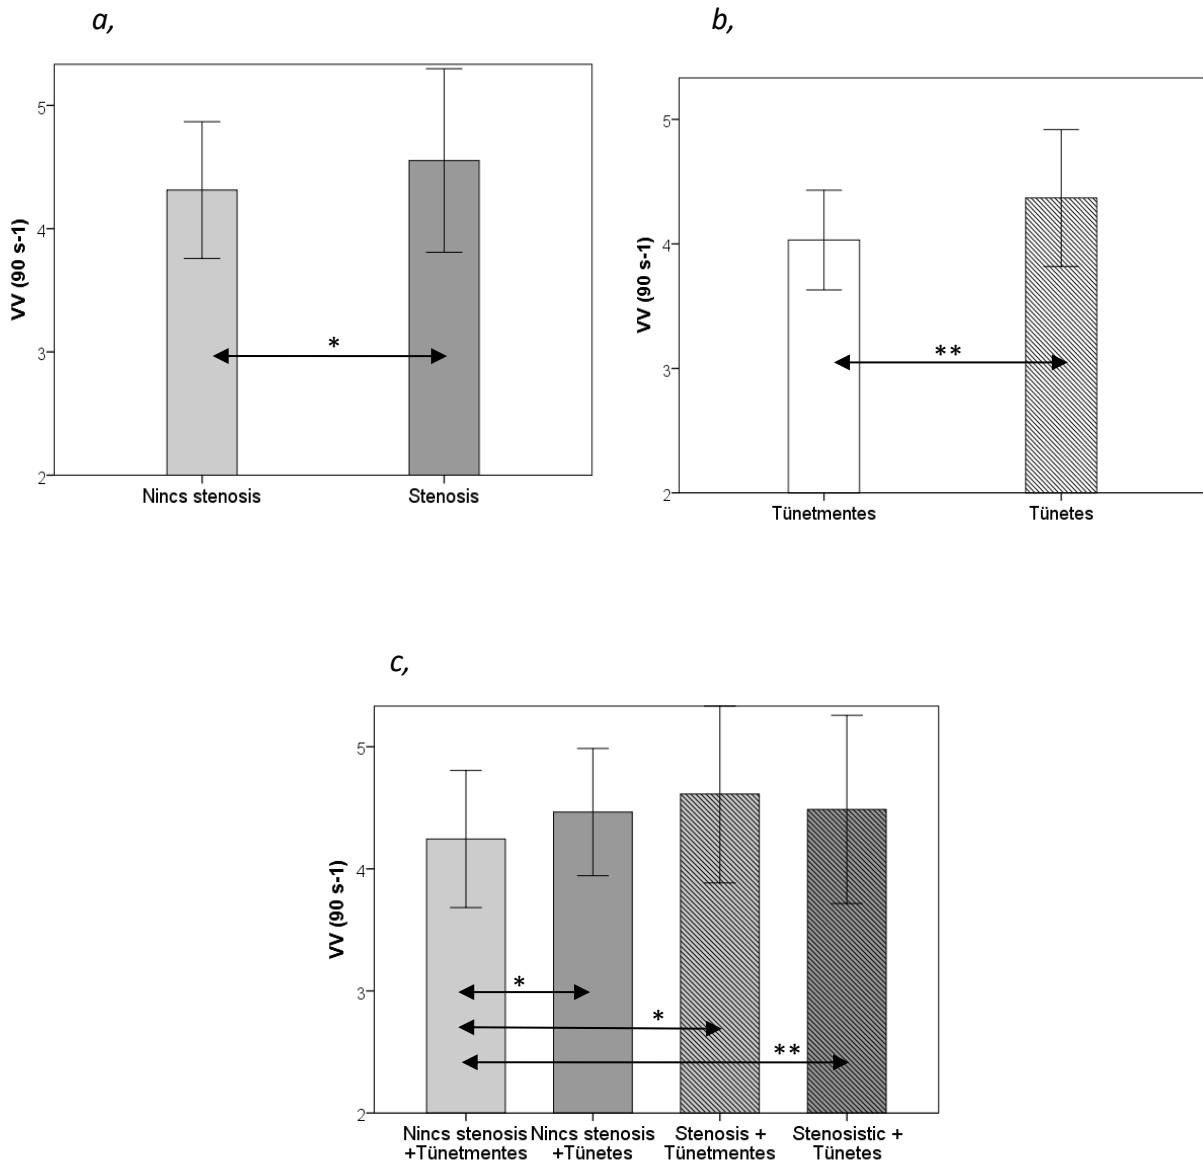 a,
5
4
3
2
VV (90 s-1)
*
Nincs stenosis
Stenosis
b,
5
4
3
2
VV (90 s-1)
**
Tünetmentes
Tünetes
c,
5
4
3
2
VV (90 s-1)
*
*
**
Nincs stenosis
+Tünetmentes
Nincs stenosis
+Tünetes
Stenosis +
Tünetmentes
Stenosistic +
Tünetes